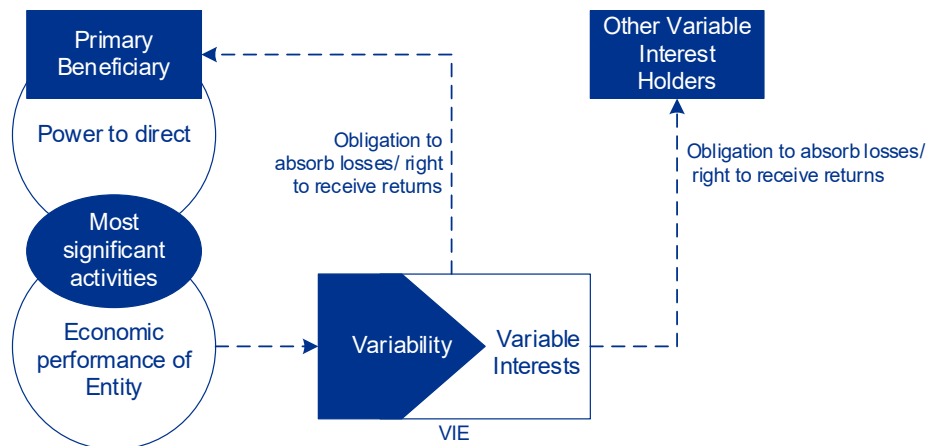 Primary
Beneficiary
Other Variable
Interest
Holders
Power to direct
Obligation to
absorb losses/ right
to receive returns
Obligation to absorb losses/
right to receive returns
Most
significant
activities
Economic
performance of
Entity
Variability
Variable
Interests
VIE